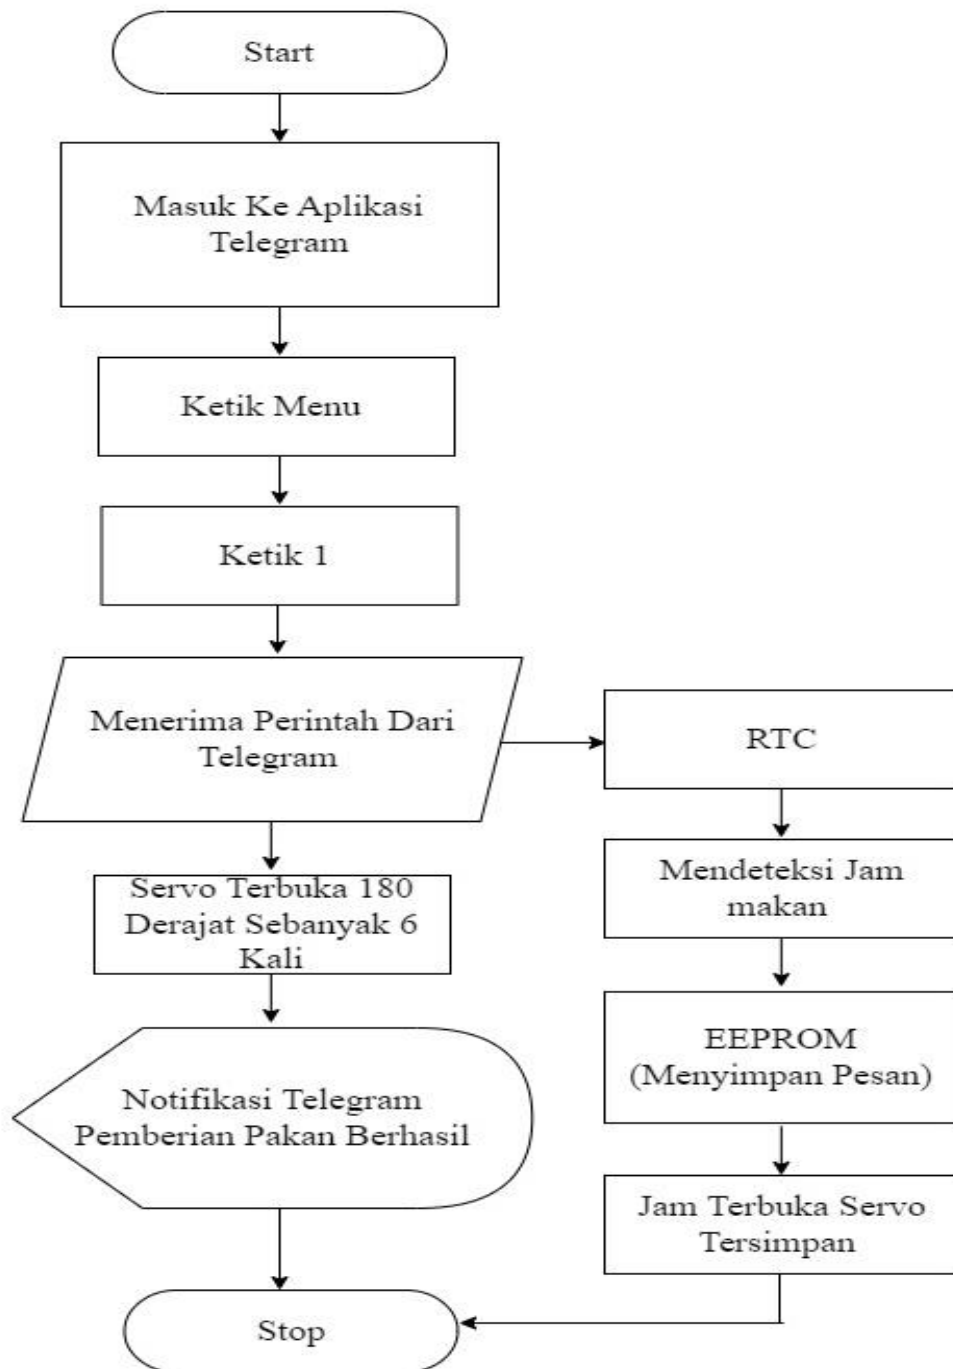 Start
Masuk Ke Aplikasi
Telegram
Ketik Menu
Ketik 1
Menerima Perintah Dari
Telegram
Servo Terbuka 180
Derajat Sebanyak 6
Kali
Notifikasi Telegram
Pemberian Pakan Berhasil
Stop
RTC
Mendeteksi Jam
makan
EEPROM
(Menyimpan Pesan)
Jam Terbuka Servo
Tersimpan